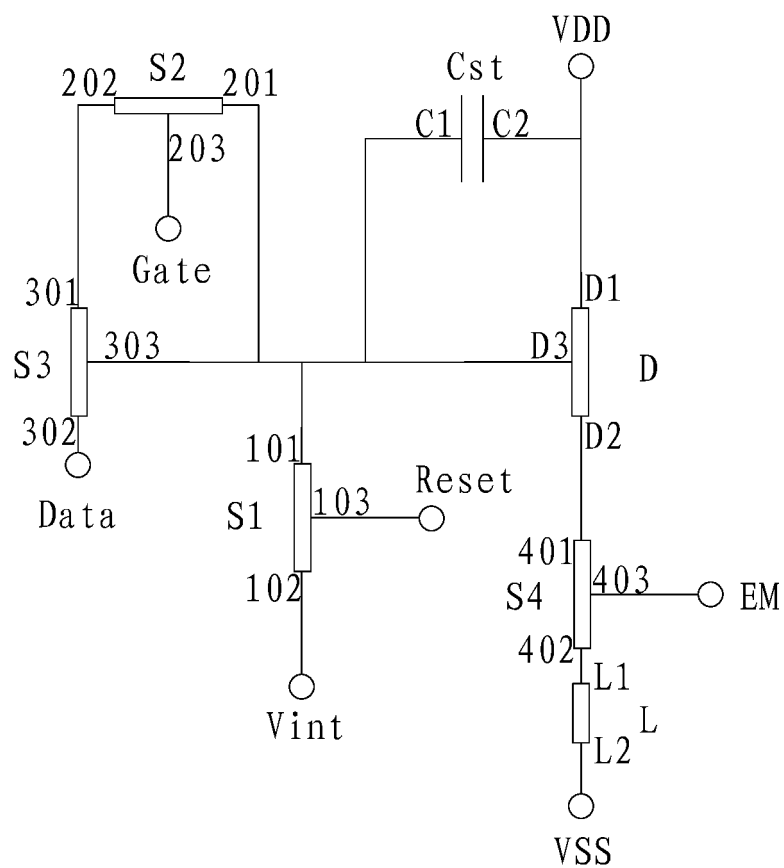 VDD
S2
Cst
202
201
C1
C2
203
Gate
301
D1
303
D3
S3
D
302
D2
101
Reset
Data
S1
103
401
102
S4
403
EM
402
L1
Vint
L
L2
VSS